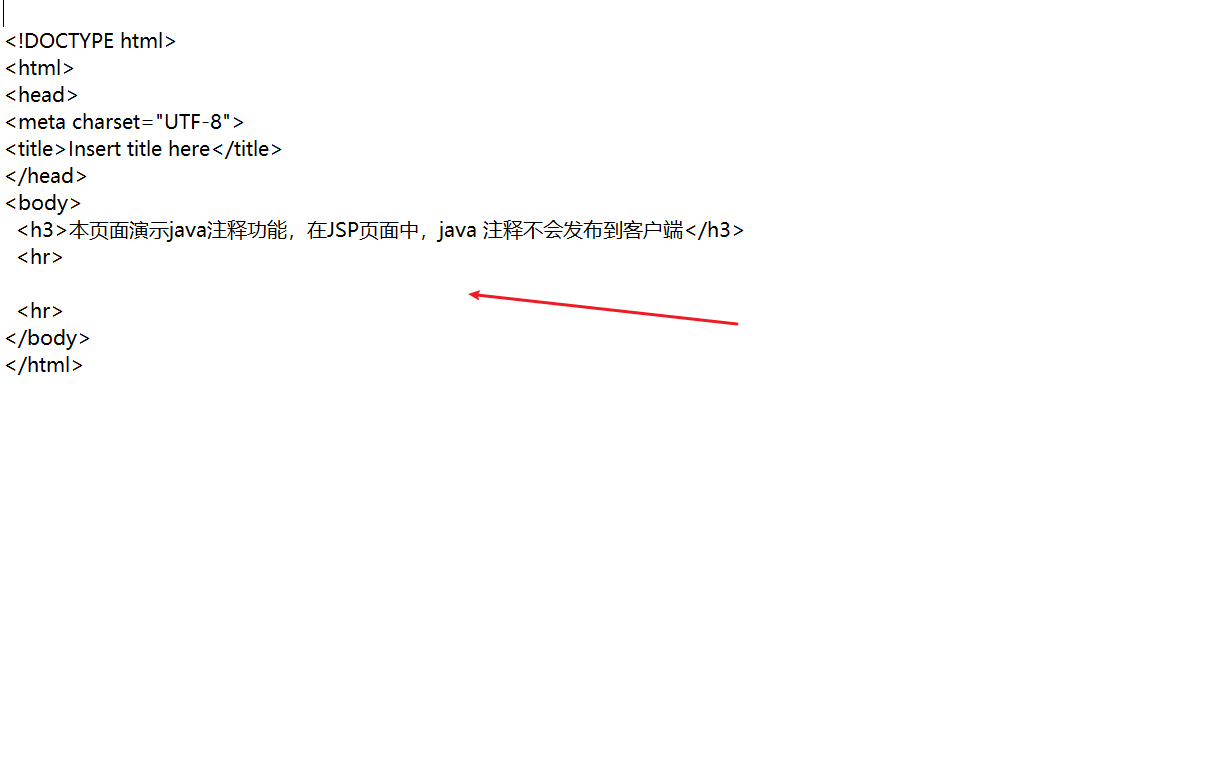 <!DOCTYPE html>
<html>
<head>
<meta charset="UTF-8">
<title>Insert title here</title>
</head>
<body>
<h3>本页面演示java注释功能，在JSP页面中，java 注释不会发布到客户端</h3>
<hr>
<hr>
</body>
</html>